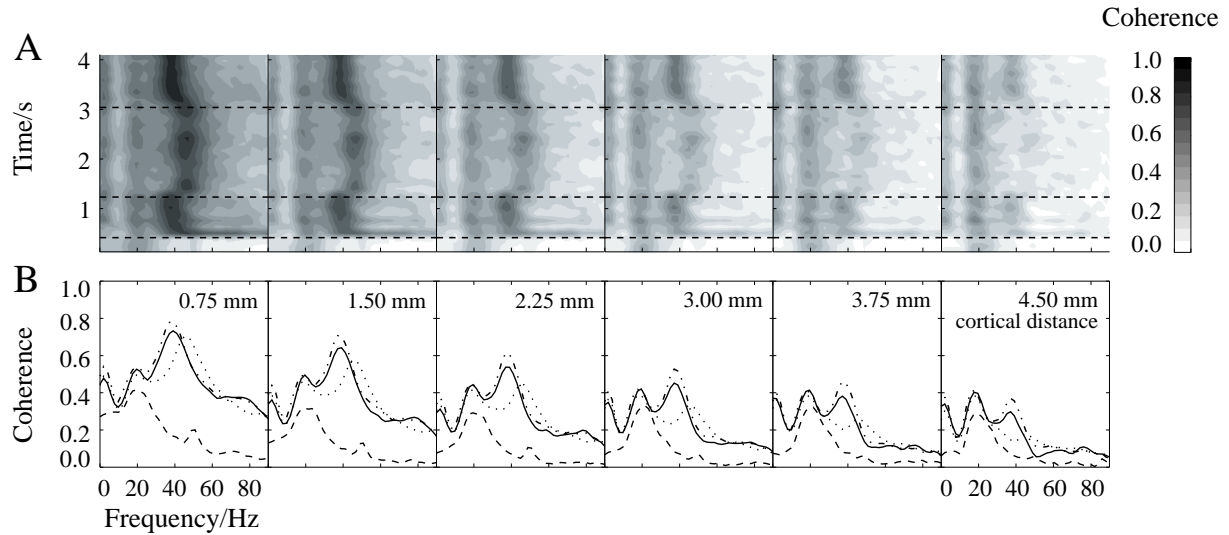 Coherence
A
Time/s
4
3
2
1
1.0
0.8
0.6
0.4
0.2
0.0
B
Coherence
1.0
0.8
0.6
0.4
0.2
0.0
0.75 mm
1.50 mm
2.25 mm
3.00 mm
3.75 mm
4.50 mm
cortical distance
0 20 40 60 80
0 20 40 60 80
Frequency/Hz